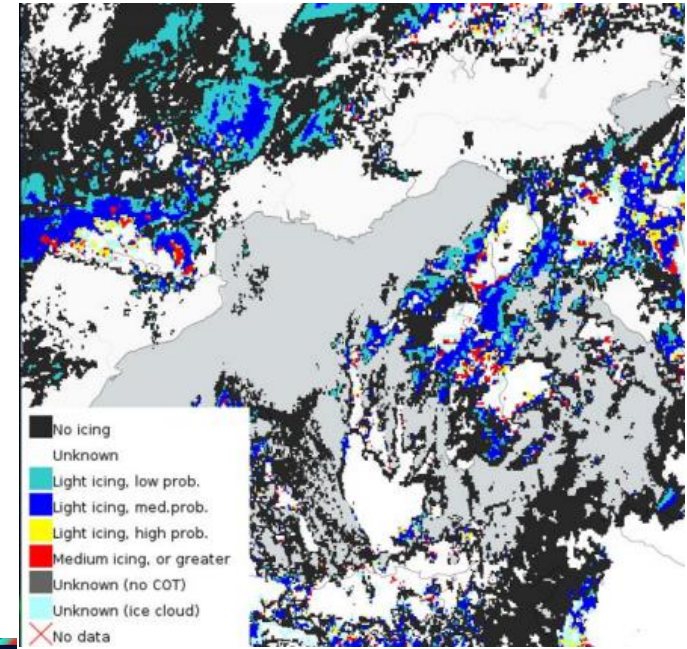 No icing
Unknown
Light icing, low prob.
Light icing, med.prob.
Light icing, high prob.
Medium icing, or greater
Unknown (no COT)
Unknown (ice cloud)
No data